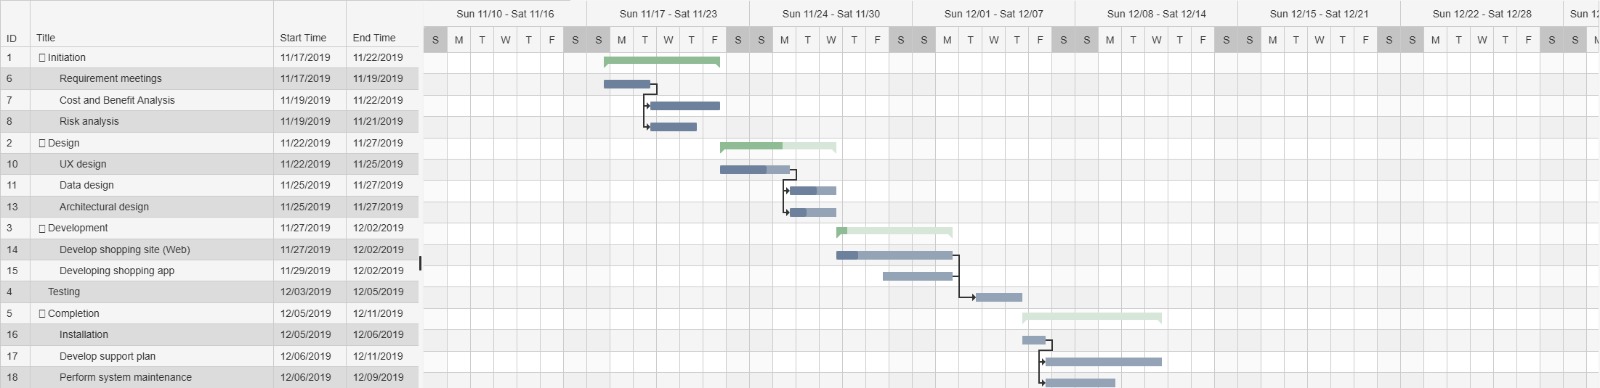 Sun 11/10 - Sat 11/16 Sun 11/17 - Sat 11/23 Sun 11/24 - Sat 11/30 Sun 12/01 - Sat 12/07 Sun 12/08 - Sat 12/14 Sun 12/15 - Sat 12/21 Sun 12/22 - Sat 12/28 Sun 12
ID Title Start Time End Time S M T W T F S S M T W T F S S M T W T F S S M T W T F S S M T W T F S S M T W T F S S M T W T F S S M
1 Initiation 11/17/2019 11/22/2019
6 Requirement meetings 11/17/2019 11/19/2019
7 Cost and Benefit Analysis 11/19/2019 11/22/2019
8 Risk analysis 11/19/2019 11/21/2019
2 Design 11/22/2019 11/27/2019
10 UX design 11/22/2019 11/25/2019
11 Data design 11/25/2019 11/27/2019
13 Architectural design 11/25/2019 11/27/2019
3 Development 11/27/2019 12/02/2019
14 Develop shopping site (Web) 11/27/2019 12/02/2019
15 Developing shopping app 11/29/2019 12/02/2019
4 Testing 12/03/2019 12/05/2019
5 Completion 12/05/2019 12/11/2019
16 Installation 12/05/2019 12/06/2019
17 Develop support plan 12/06/2019 12/11/2019
18 Perform system maintenance 12/06/2019 12/09/2019